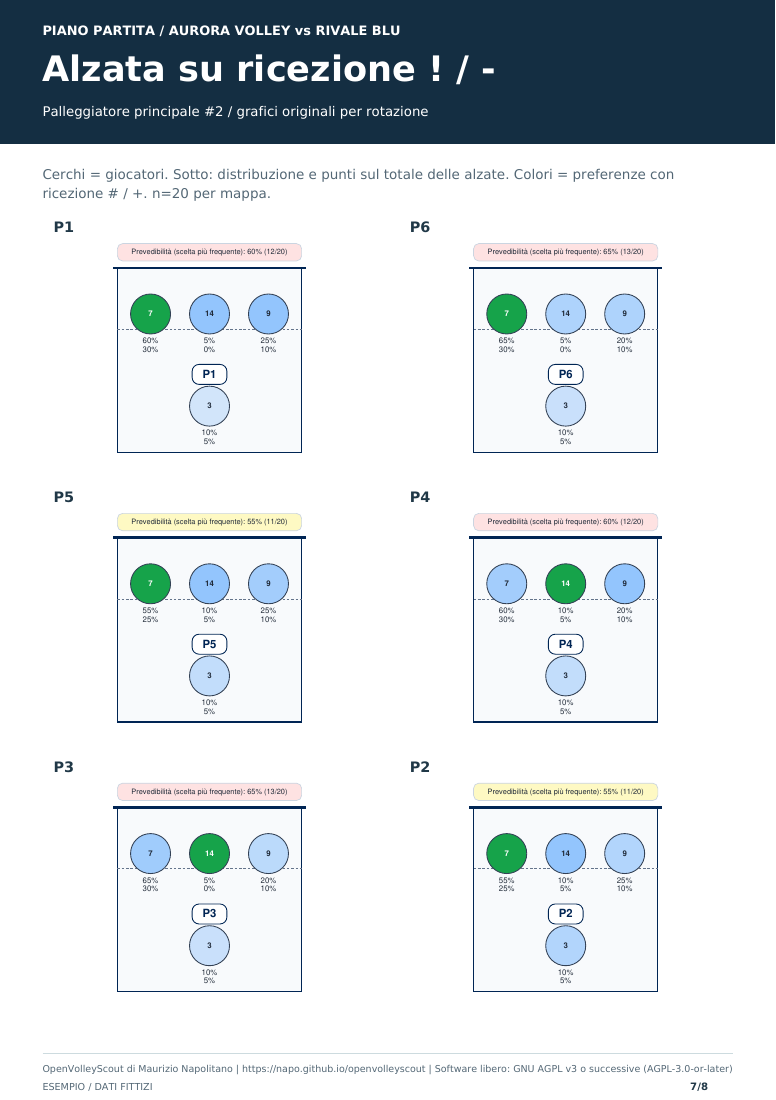 PIANO PARTITA / AURORA VOLLEY vs RIVALE BLU
Alzata su ricezione ! / -
Palleggiatore principale #2 / grafici originali per rotazione
Cerchi = giocatori. Sotto: distribuzione e punti sul totale delle alzate. Colori = preferenze con
ricezione # / +. n=20 per mappa.
P1
Prevedibilità (scelta più frequente): 60% (12/20)
7 14 9
60% 5% 25%
30% 0% 10%
P1
3
10%
5%
P6
Prevedibilità (scelta più frequente): 65% (13/20)
7 14 9
65% 5% 20%
30% 0% 10%
P6
3
10%
5%
P5
Prevedibilità (scelta più frequente): 55% (11/20)
7 14 9
55% 10% 25%
25% 5% 10%
P5
3
10%
5%
P4
Prevedibilità (scelta più frequente): 60% (12/20)
7 14 9
60% 10% 20%
30% 5% 10%
P4
3
10%
5%
P3
Prevedibilità (scelta più frequente): 65% (13/20)
7 14 9
65% 5% 20%
30% 0% 10%
P3
3
10%
5%
P2
Prevedibilità (scelta più frequente): 55% (11/20)
7 14 9
55% 10% 25%
25% 5% 10%
P2
3
10%
5%
OpenVolleyScout di Maurizio Napolitano | https://napo.github.io/openvolleyscout | Software libero: GNU AGPL v3 o successive (AGPL-3.0-or-later)
ESEMPIO / DATI FITTIZI
7/8